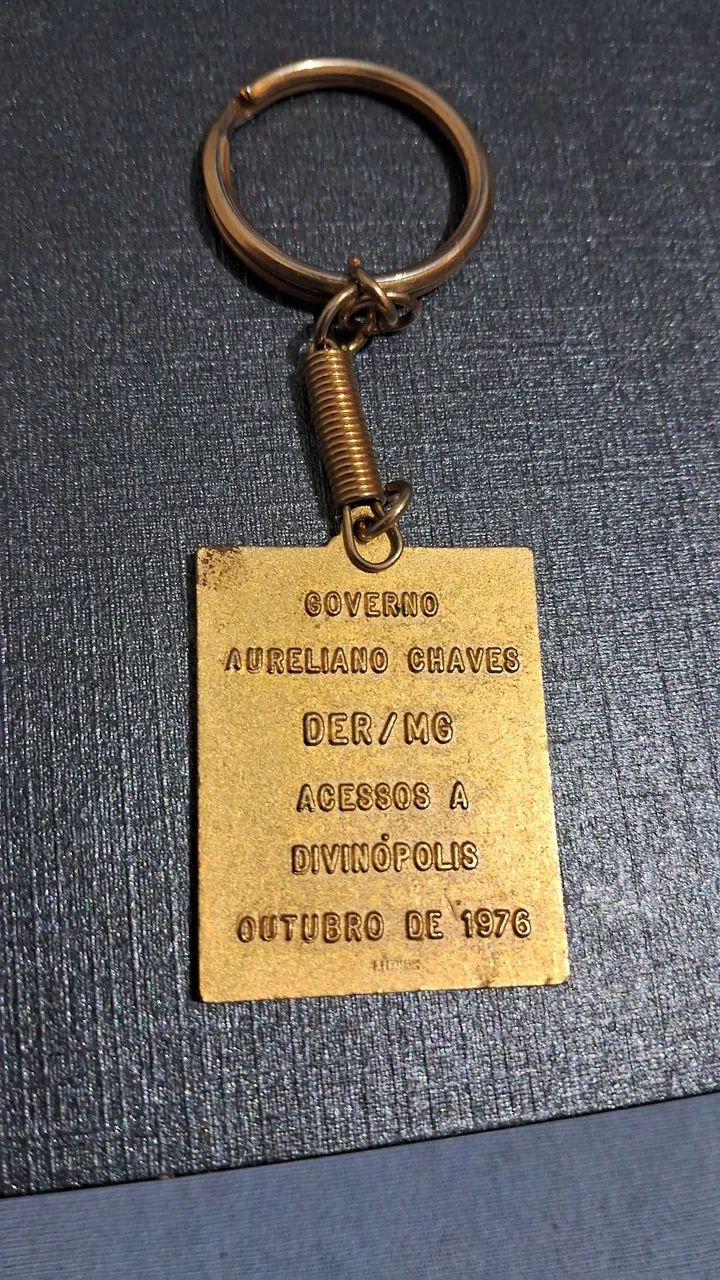 GOVERNO
AURELIANO CHAVES
DER/MG
ACESSOS A
DIVINÓPOLIS
OUTUBRO DE 1976